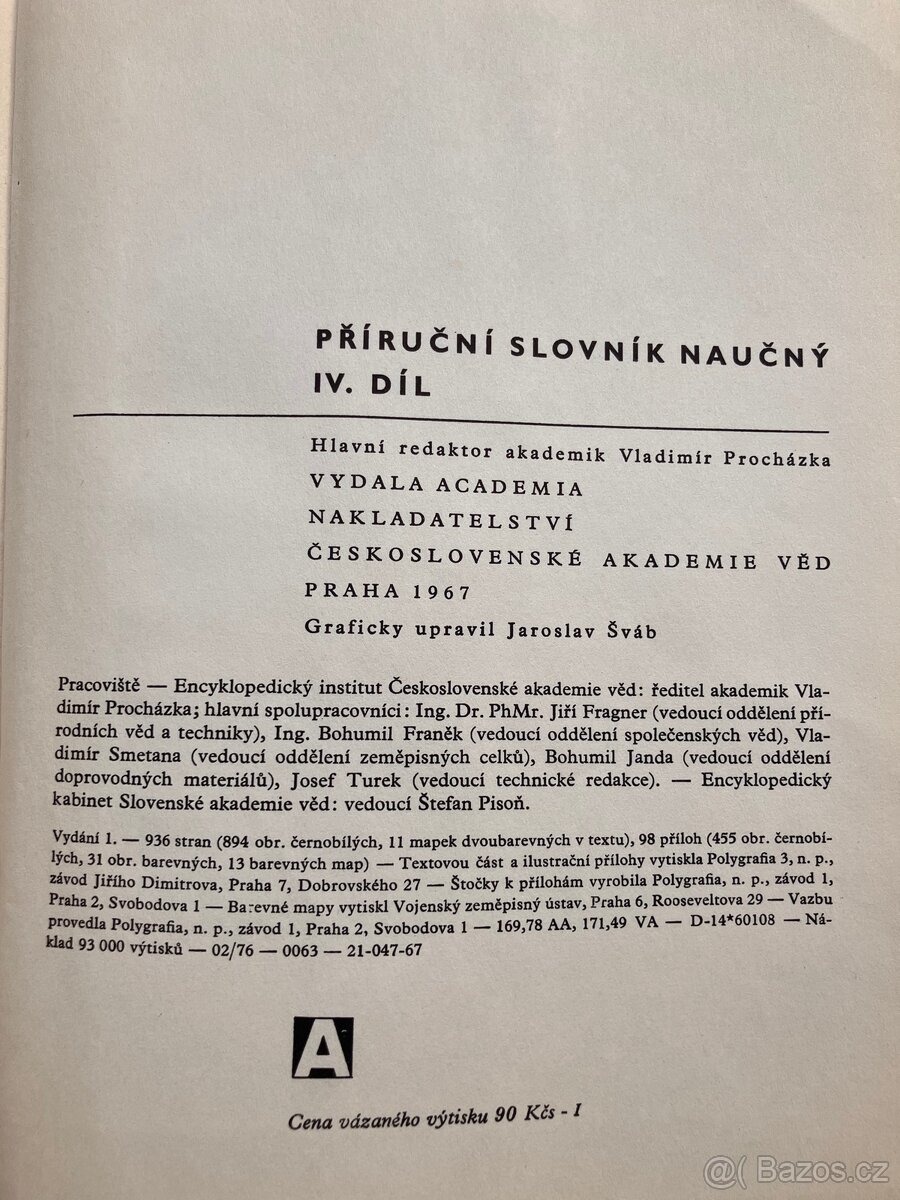 PŘÍRUČNÍ SLOVNÍK NAUČNÝ
IV. DÍL
Hlavní redaktor akademik Vladimír Procházka
VYDALA ACADEMIA
NAKLADATELSTVÍ
ČESKOSLOVENSKÉ AKADEMIE VĚD
PRAHA 1967
Graficky upravil Jaroslav Šváb
Pracoviště — Encyklopedický institut Československé akademie věd: ředitel akademik Vla-
dimír Procházka; hlavní spolupracovníci: Ing. Dr. PhMr. Jiří Fragner (vedoucí oddělení pří-
rodních věd a techniky), Ing. Bohumil Franěk (vedoucí oddělení společenských věd), Vla-
dimír Smetana (vedoucí oddělení zeměpisných celků), Bohumil Janda (vedoucí oddělení
doprovodných materiálů), Josef Turek (vedoucí technické redakce). — Encyklopedický
kabinet Slovenské akademie věd: vedoucí Štefan Pisoň.
Vydání 1. — 936 stran (894 obr. černobílých, 11 mapek dvoubarevných v textu), 98 příloh (455 obr. černobí-
lých, 31 obr. barevných, 13 barevných map) — Textovou část a ilustrační přílohy vytiskla Polygrafia 3, n. p.,
závod Jiřího Dimitrova, Praha 7, Dobrovského 27 — Štočky k přílohám vyrobila Polygrafia, n. p., závod 1,
Praha 2, Svobodova 1 — Barevné mapy vytiskl Vojenský zeměpisný ústav, Praha 6, Rooseveltova 29 — Vazbu
provedla Polygrafia, n. p., závod 1, Praha 2, Svobodova 1 — 169,78 AA, 171,49 VA — D-14*60108 — Ná-
klad 93 000 výtisků — 02/76 — 0063 — 21-047-67
A
Cena vázaného výtisku 90 Kčs - I
@( Bazos.cz